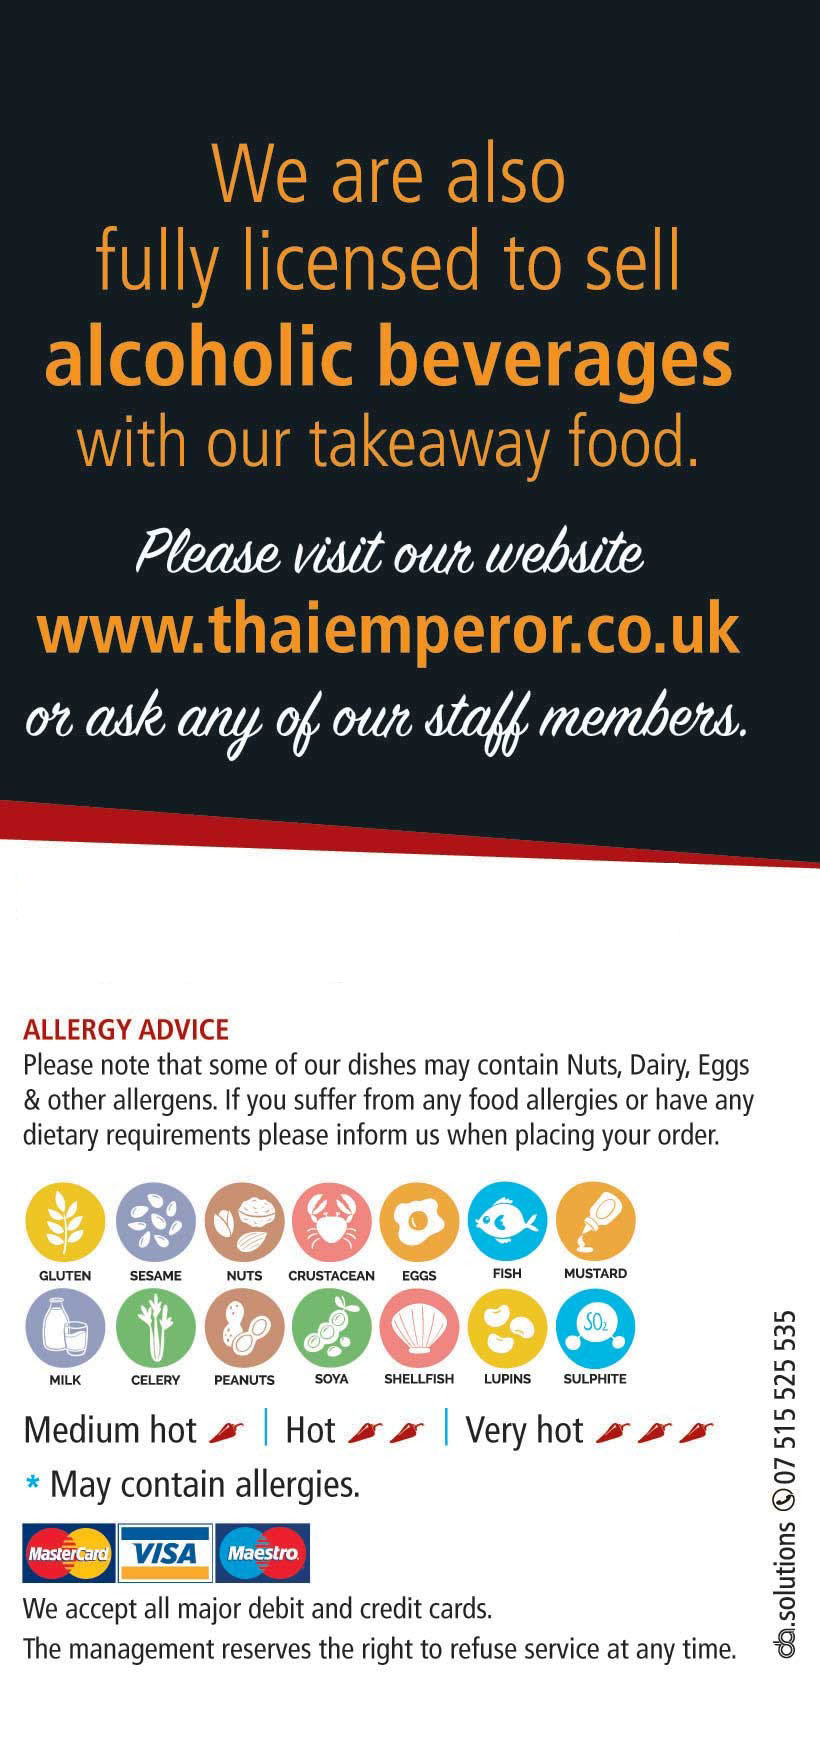 We are also
fully licensed to sell
alcoholic beverages
with our takeaway food.
Please visit our website
www.thaiemperor.co.uk
or ask any of our staff members.
ALLERGY ADVICE
Please note that some of our dishes may contain Nuts, Dairy, Eggs
& other allergens. If you suffer from any food allergies or have any
dietary requirements please inform us when placing your order.
GLUTEN SESAME NUTS CRUSTACEAN EGGS FISH MUSTARD
SO₂
MILK CELERY PEANUTS SOYA SHELLFISH LUPINS SULPHITE
Medium hot | Hot | Very hot
* May contain allergies.
MasterCard VISA Maestro
We accept all major debit and credit cards.
The management reserves the right to refuse service at any time.
da.solutions 07 515 525 535